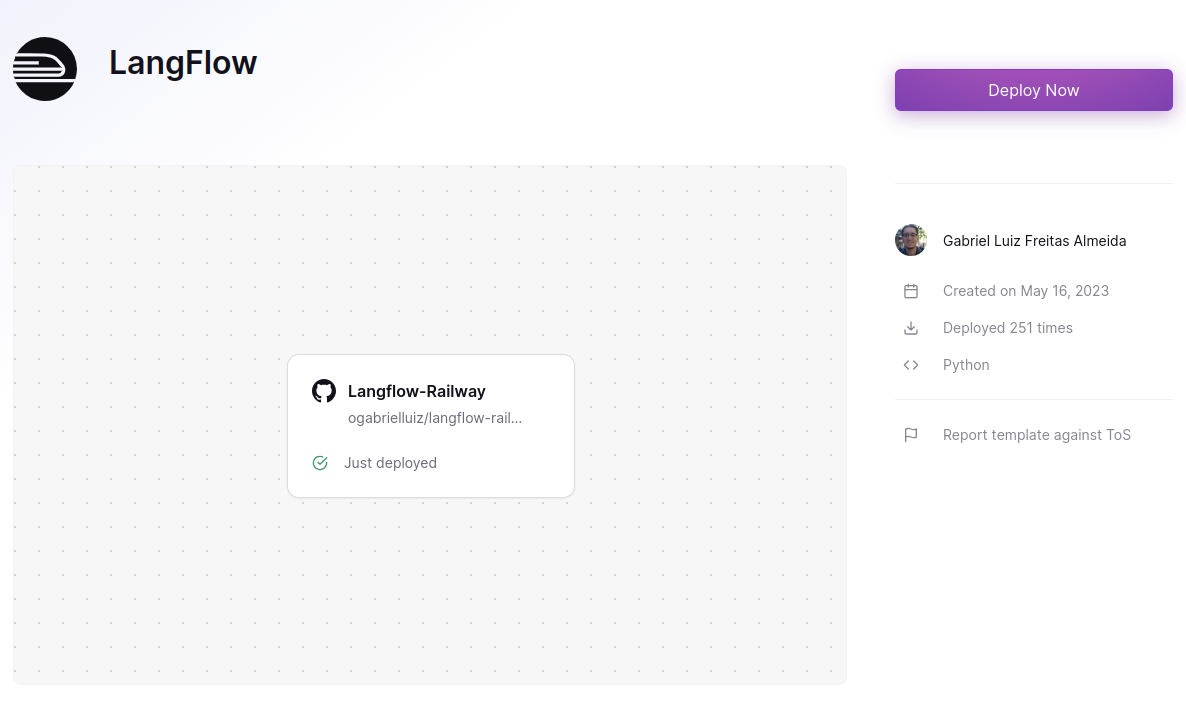 LangFlow
Deploy Now
Langflow-Railway
ogabrielluiz/langflow-rail...
Just deployed
Gabriel Luiz Freitas Almeida
Created on May 16, 2023
Deployed 251 times
Python
Report template against ToS